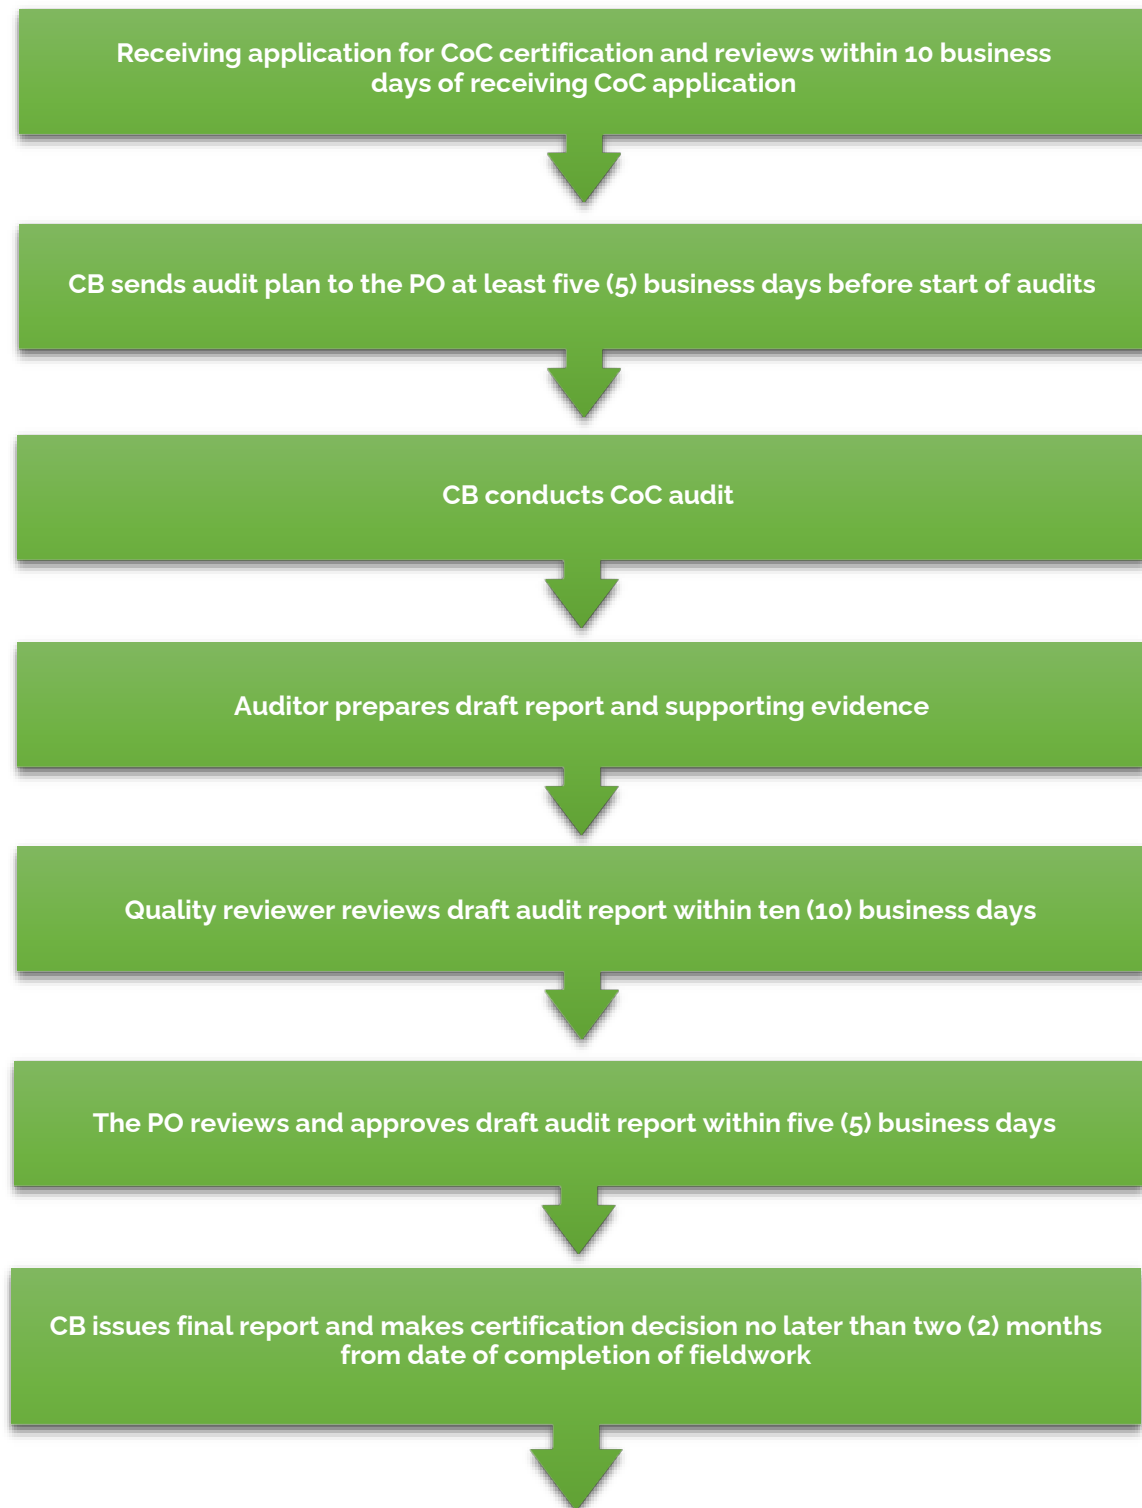 Receiving application for CoC certification and reviews within 10 business
days of receiving CoC application
CB sends audit plan to the PO at least five (5) business days before start of audits
CB conducts CoC audit
Auditor prepares draft report and supporting evidence
Quality reviewer reviews draft audit report within ten (10) business days
The PO reviews and approves draft audit report within five (5) business days
CB issues final report and makes certification decision no later than two (2) months
from date of completion of fieldwork